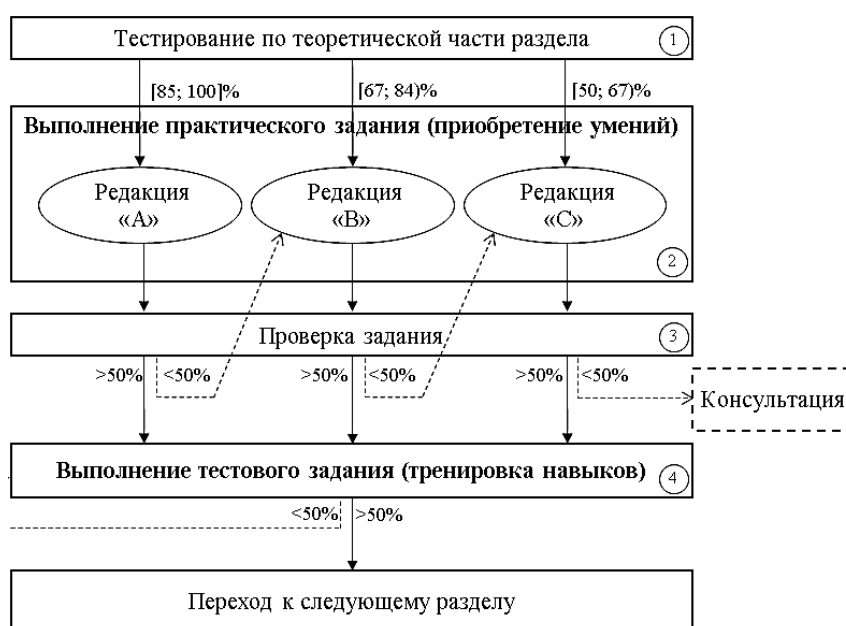 Тестирование по теоретической части раздела
1
[85; 100]%
[67; 84)%
[50; 67)%
Выполнение практического задания (приобретение умений)
Редакция
«А»
Редакция
«В»
Редакция
«С»
2
Проверка задания
3
>50%
<50%
>50%
<50%
>50%
<50%
Консультация
Выполнение тестового задания (тренировка навыков)
4
<50%
>50%
Переход к следующему разделу